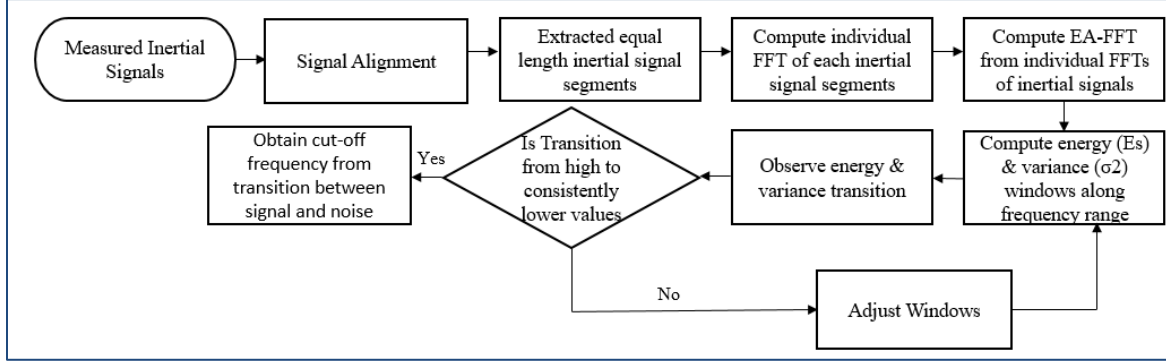 Measured Inertial
Signals
Signal Alignment
Extracted equal
length inertial signal
segments
Compute individual
FFT of each inertial
signal segments
Compute EA-FFT
from individual FFTs
of inertial signals
Obtain cut-off
frequency from
transition between
signal and noise
Yes
Is Transition
from high to
consistently
lower values
Observe energy &
variance transition
Compute energy (Es)
& variance (σ2)
windows along
frequency range
No
Adjust Windows